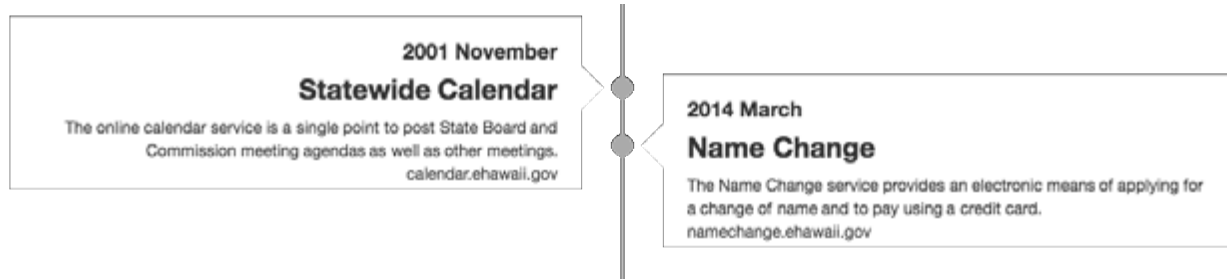 2001 November
Statewide Calendar
The online calendar service is a single point to post State Board and
Commission meeting agendas as well as other meetings.
calendar.ehawaii.gov
2014 March
Name Change
The Name Change service provides an electronic means of applying for
a change of name and to pay using a credit card.
namechange.ehawaii.gov